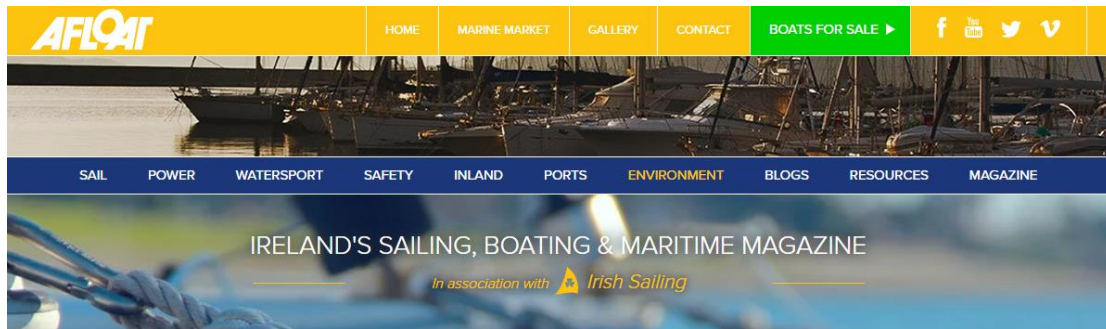 AFLOAT HOME MARINE MARKET GALLERY CONTACT BOATS FOR SALE f You Tube
SAIL POWER WATERSPORT SAFETY INLAND PORTS ENVIRONMENT BLOGS RESOURCES MAGAZINE
IRELAND'S SAILING, BOATING & MARITIME MAGAZINE
In association with Irish Sailing